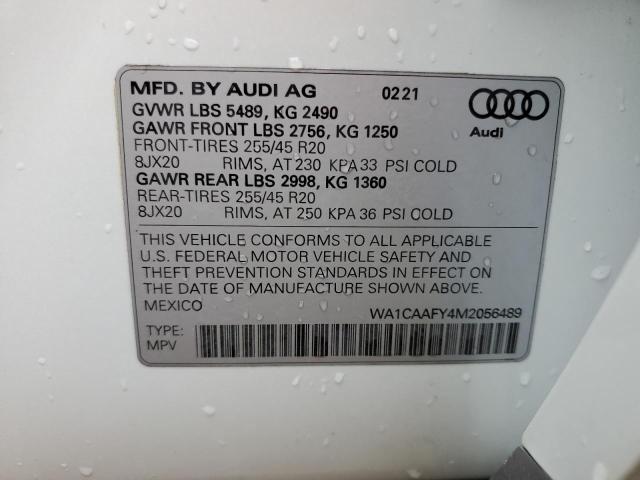 MFD. BY AUDI AG 0221
GVWR LBS 5489, KG 2490
GAWR FRONT LBS 2756, KG 1250
FRONT-TIRES 255/45 R20
8JX20 RIMS, AT 230 KPA 33 PSI COLD
GAWR REAR LBS 2998, KG 1360
REAR-TIRES 255/45 R20
8JX20 RIMS, AT 250 KPA 36 PSI COLD
Audi
THIS VEHICLE CONFORMS TO ALL APPLICABLE
U.S. FEDERAL MOTOR VEHICLE SAFETY AND
THEFT PREVENTION STANDARDS IN EFFECT ON
THE DATE OF MANUFACTURE SHOWN ABOVE.
MEXICO WA1CAAFY4M2056489
TYPE:
MPV